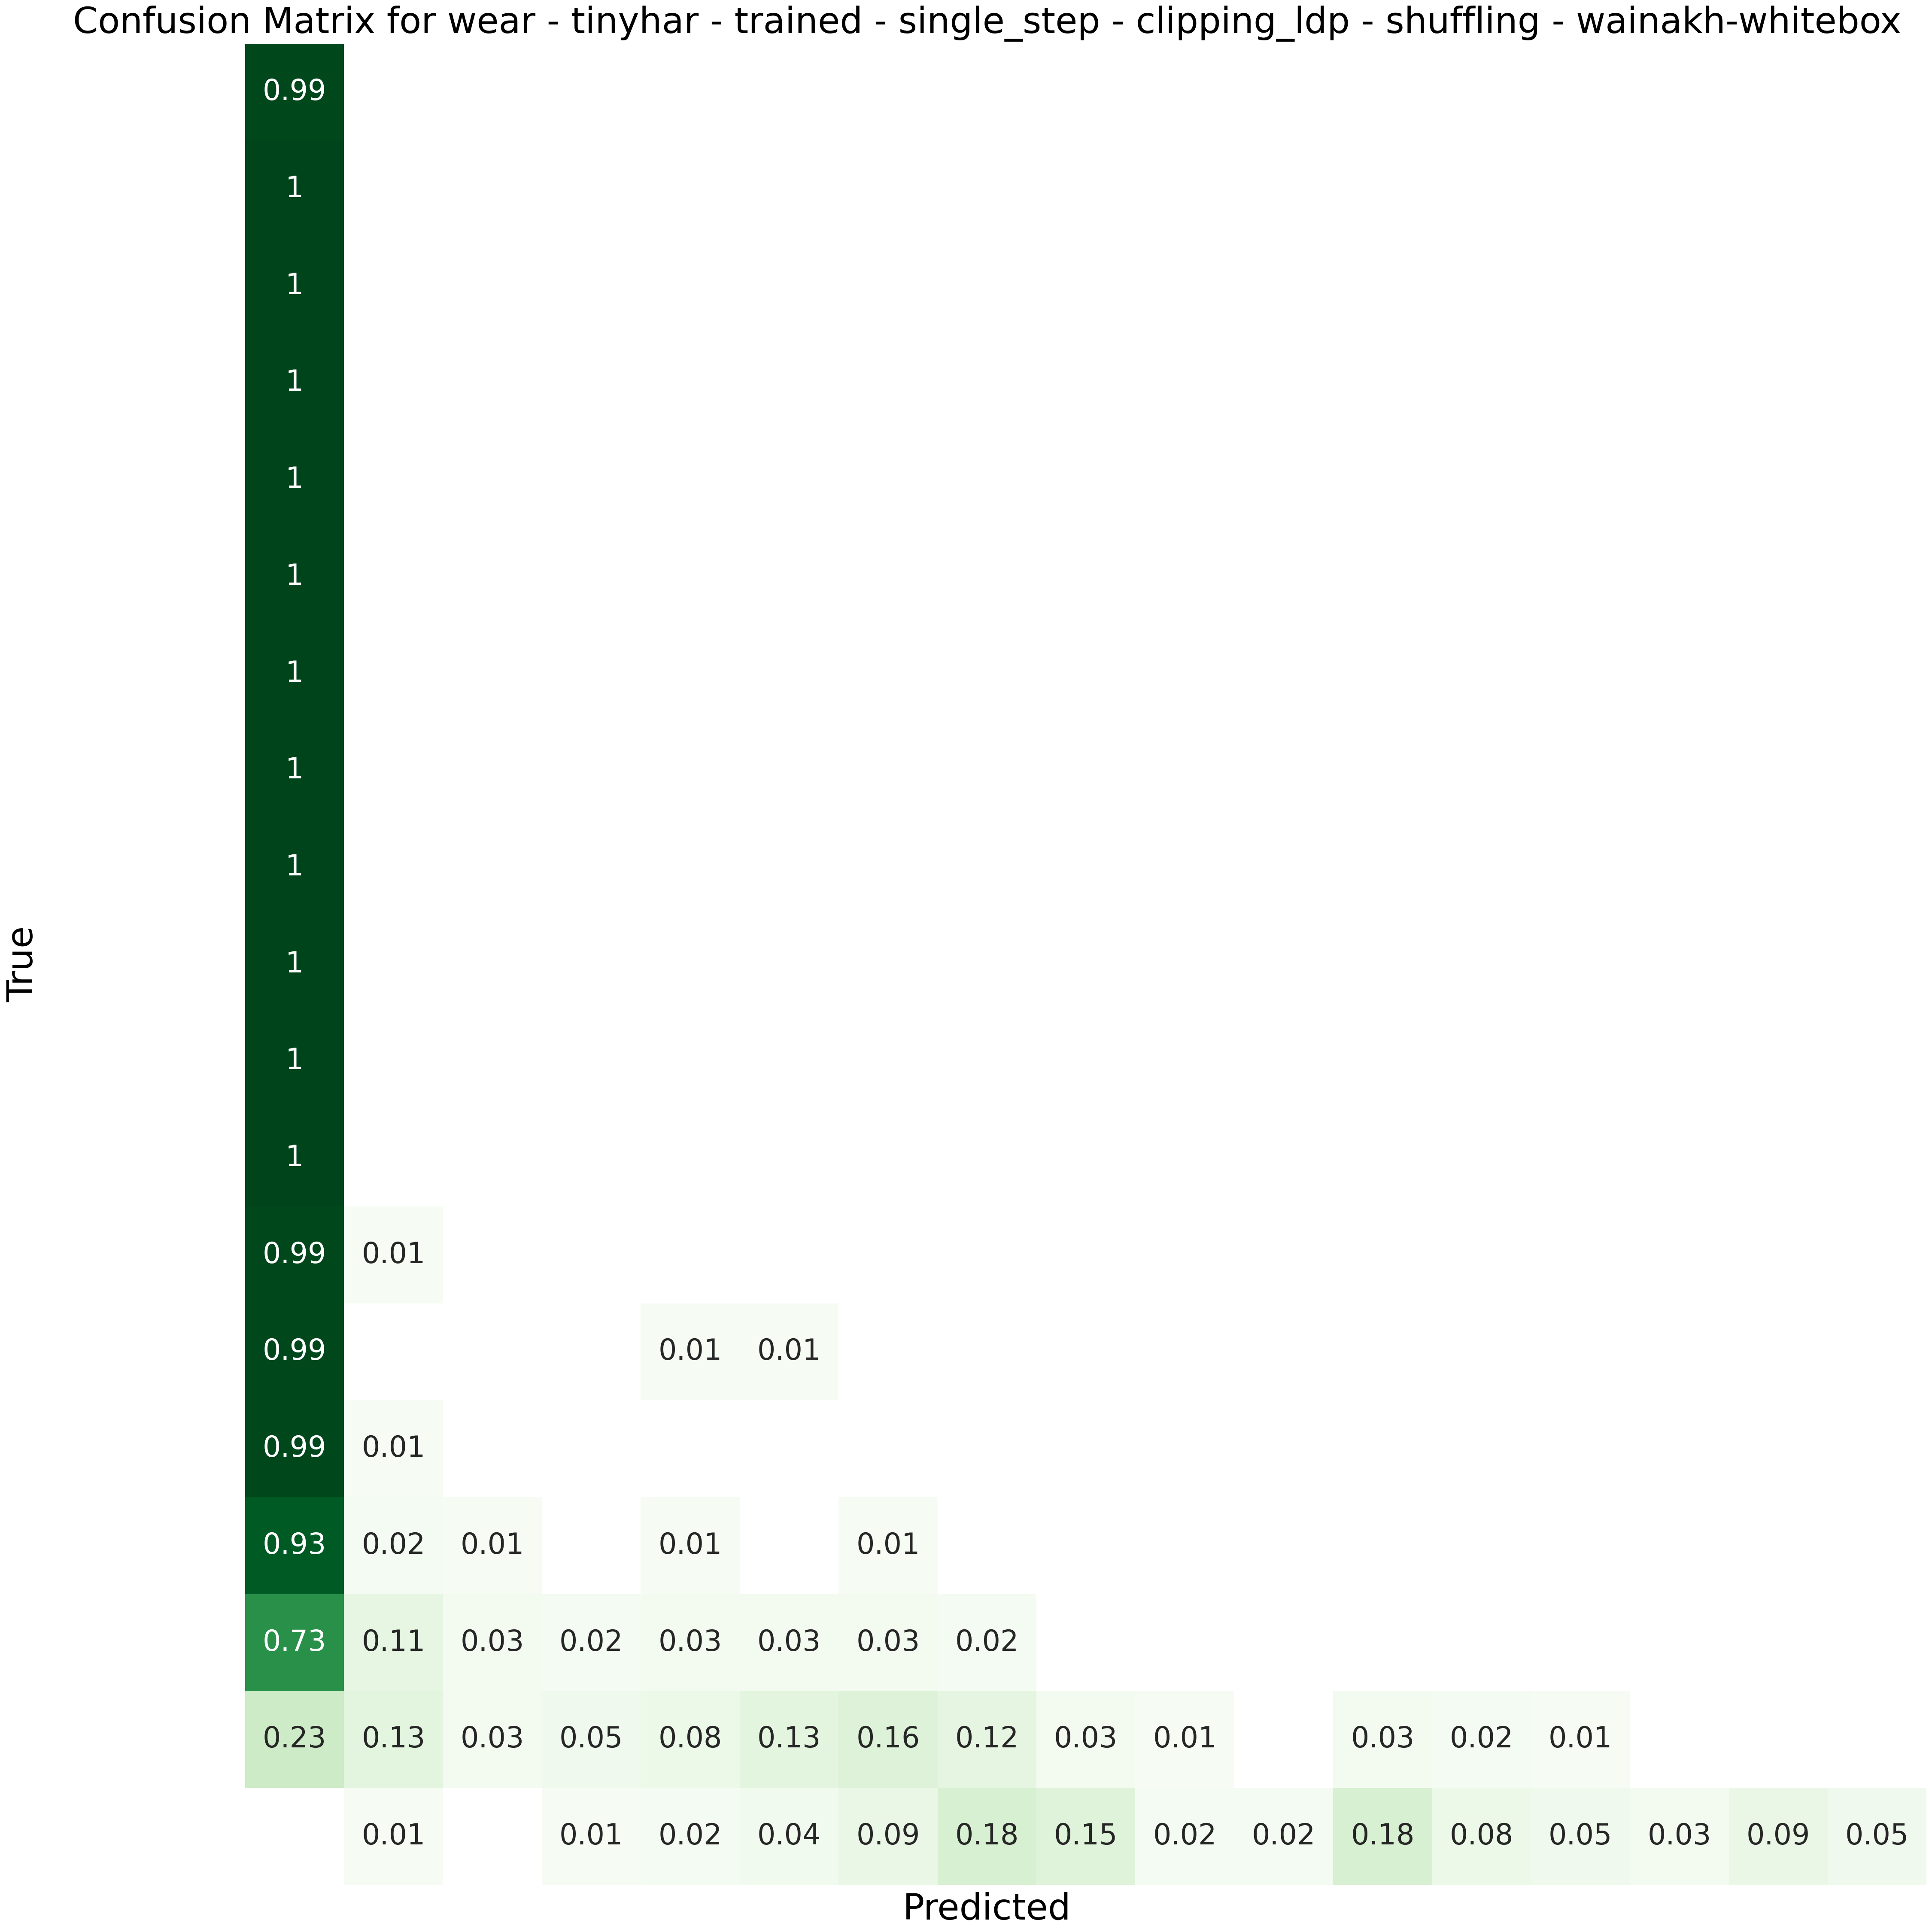 Confusion Matrix for wear - tinyhar - trained - single_step - clipping_ldp - shuffling - wainakh-whitebox
0.99
1
1
1
1
1
1
1
1
1
1
1
0.99 0.01
0.99 0.01 0.01
0.99 0.01
0.93 0.02 0.01 0.01 0.01
0.73 0.11 0.03 0.02 0.03 0.03 0.03 0.02
0.23 0.13 0.03 0.05 0.08 0.13 0.16 0.12 0.03 0.01 0.03 0.02 0.01
0.01 0.01 0.02 0.04 0.09 0.18 0.15 0.02 0.02 0.18 0.08 0.05 0.03 0.09 0.05
True
Predicted